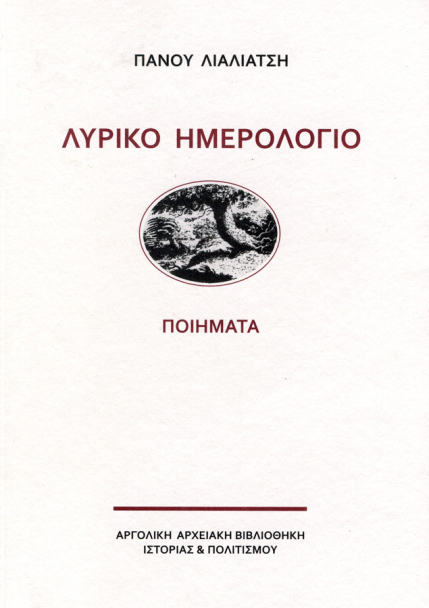 ΠΑΝΟΥ ΛΙΑΛΙΑΤΣΗ
ΛΥΡΙΚΟ ΗΜΕΡΟΛΟΓΙΟ
ΠΟΙΗΜΑΤΑ
ΑΡΓΟΛΙΚΗ ΑΡΧΕΙΑΚΗ ΒΙΒΛΙΟΘΗΚΗ
ΙΣΤΟΡΙΑΣ & ΠΟΛΙΤΙΣΜΟΥ